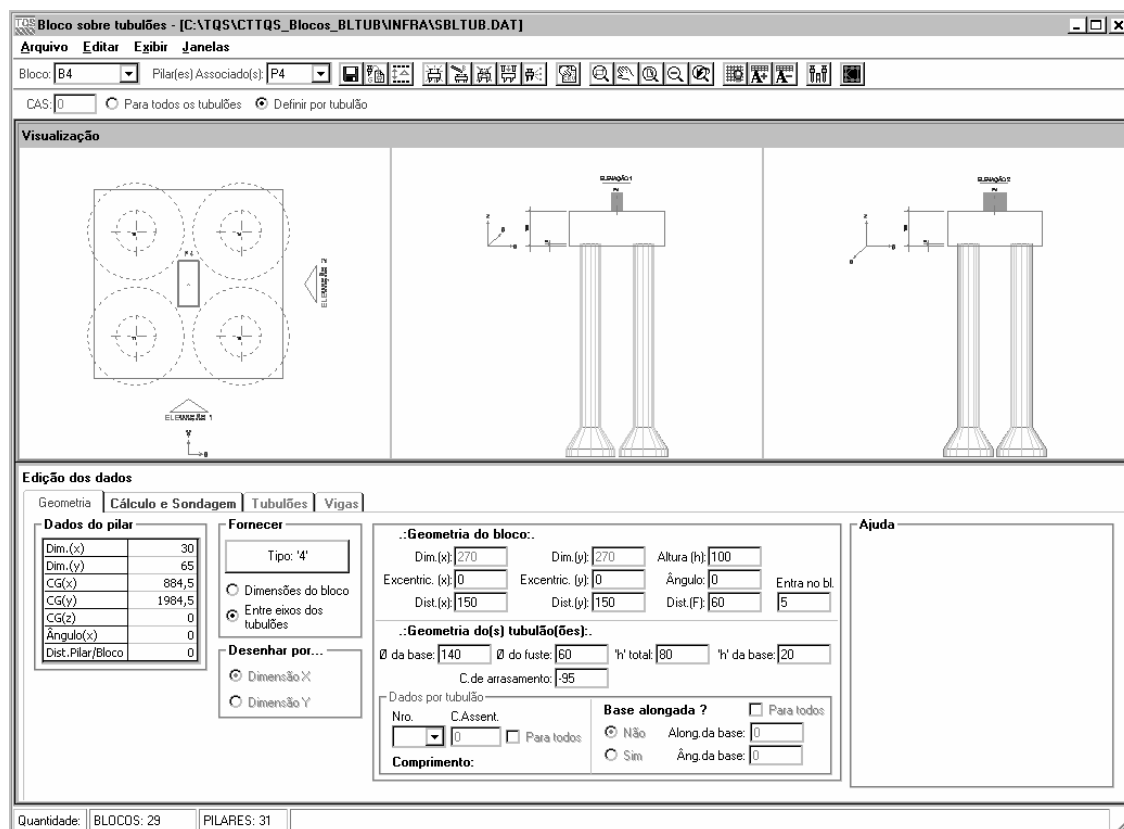 Bloco sobre tubulões - [C:\TQS\CTTQS_Blocos_BLTUB\INFRA\SBLTUB.DAT]
Arquivo Editar Exibir Janelas
Bloco: B4 Pilar(es) Associado(s): P4
CAS: 0 Para todos os tubulões Definir por tubulão
Visualização
ELEVAÇÃO 1 ELEVAÇÃO 2
P4
ELEVAÇÃO 2
ELEVAÇÃO 1
Edição dos dados
Geometria Cálculo e Sondagem Tubulões Vigas
Dados do pilar
Dim.(x) 30
Dim.(y) 65
CG(x) 884,5
CG(y) 1984,5
CG(z) 0
Ângulo(x) 0
Dist.Pilar/Bloco 0
Fornecer
Tipo: '4'
Dimensões do bloco
Entre eixos dos
tubulões
Desenhar por...
Dimensão X
Dimensão Y
.:Geometria do bloco:.
Dim.(x): 270 Dim.(y): 270 Altura (h): 100
Excentric. (x): 0 Excentric. (y): 0 Ângulo: 0 Entra no bl.
Dist.(x): 150 Dist.(y): 150 Dist.(F): 60 5
.:Geometria do(s) tubulão(ões):.
Ø da base: 140 Ø do fuste: 60 'h' total: 80 'h' da base: 20
C.de arrasamento: -95
Dados por tubulão
Nro. C.Assent.
0 Para todos
Comprimento:
Base alongada ? Para todos
Não Along.da base: 0
Sim Âng.da base: 0
Ajuda
Quantidade: BLOCOS: 29 PILARES: 31